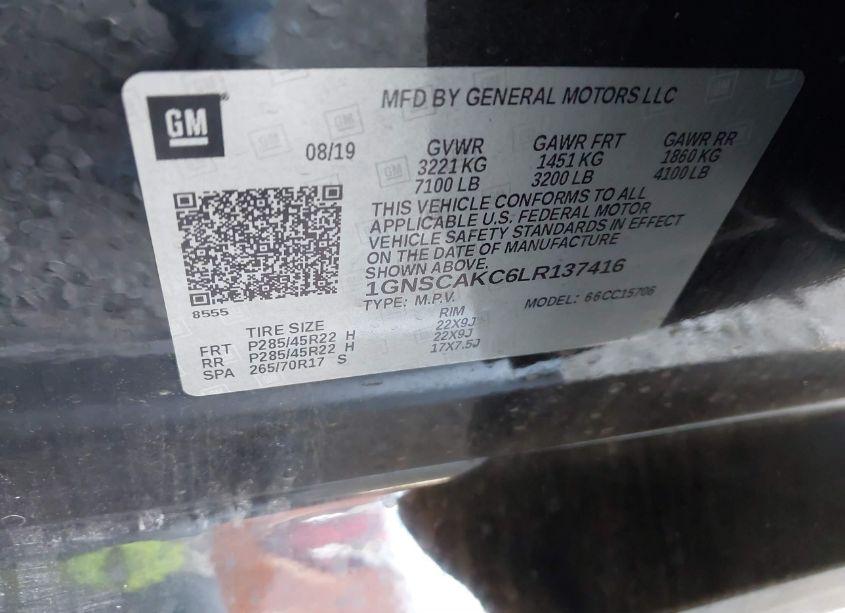 GM
MFD BY GENERAL MOTORS LLC
08/19
GVWR GAWR FRT GAWR RR
3221 KG 1451 KG 1860 KG
7100 LB 3200 LB 4100 LB
THIS VEHICLE CONFORMS TO ALL
APPLICABLE U.S. FEDERAL MOTOR
VEHICLE SAFETY STANDARDS IN EFFECT
ON THE DATE OF MANUFACTURE
SHOWN ABOVE.
1GNSCAKC6LR137416
TYPE: M.P.V. MODEL: 66CC15706
8555
TIRE SIZE RIM
FRT P285/45R22 H 22X9J
RR P285/45R22 H 22X9J
SPA 265/70R17 S 17X7.5J